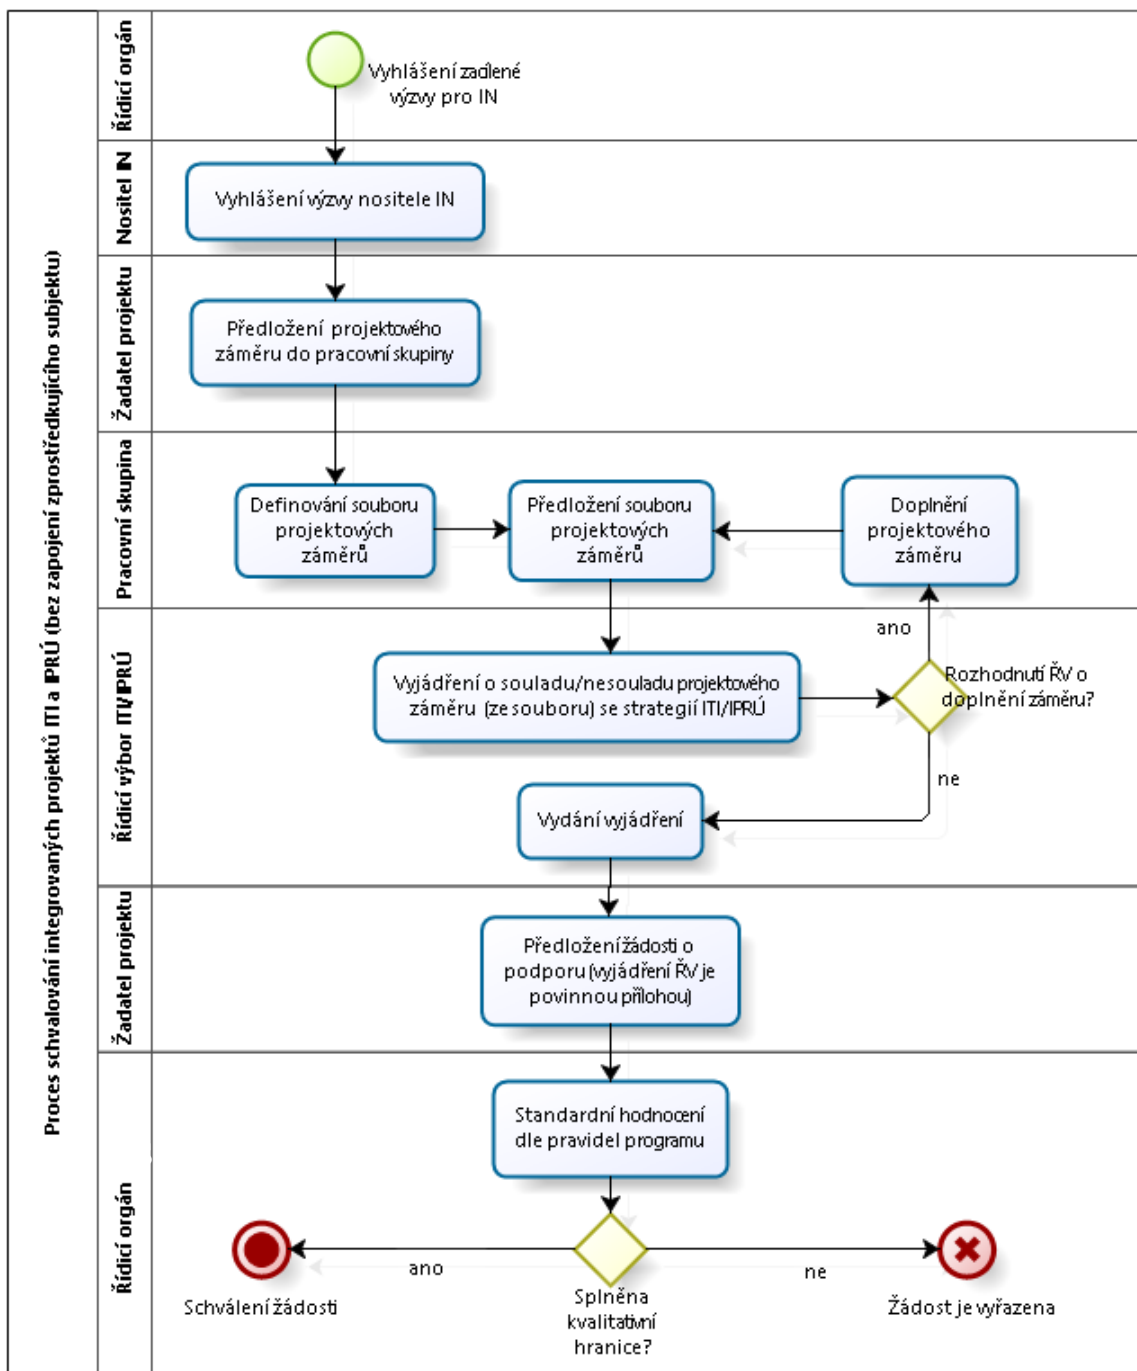 Proces schvalování integrovaných projektů ITI a IPRÚ (bez zapojení zprostředkujícího subjektu)
Řídicí orgán
Vyhlášení zacílené
výzvy pro IN
Nositel IN
Vyhlášení výzvy nositele IN
Žadatel projektu
Předložení projektového
záměru do pracovní skupiny
Pracovní skupina
Definování souboru
projektových
záměrů
Předložení souboru
projektových
záměrů
Doplnění
projektového
záměru
Řídicí výbor ITI/IPRÚ
ano
Vyjádření o souladu/nesouladu projektového
záměru (ze souboru) se strategií ITI/IPRÚ
Rozhodnutí ŘV o
doplnění záměru?
ne
Vydání vyjádření
Žadatel projektu
Předložení žádosti o
podporu (vyjádření ŘV je
povinnou přílohou)
Řídicí orgán
Standardní hodnocení
dle pravidel programu
ano
ne
Schválení žádosti
Splněna
kvalitativní
hranice?
Žádost je vyřazena